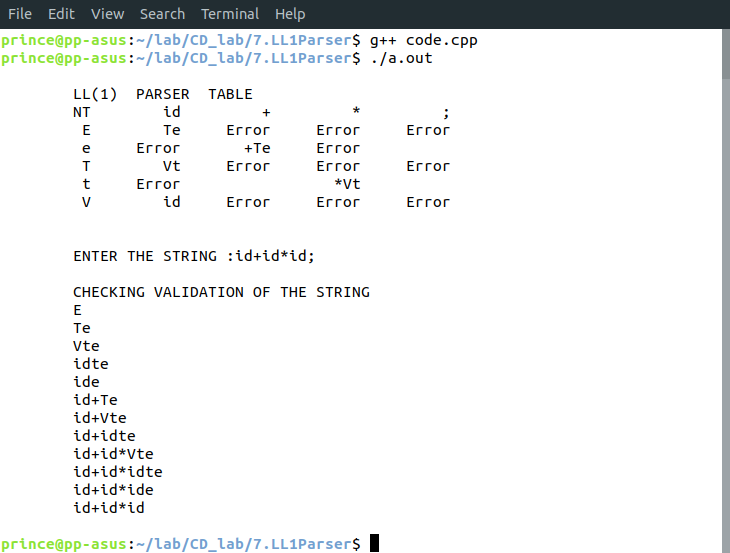 File Edit View Search Terminal Help
prince@pp-asus:~/lab/CD_lab/7.LL1Parser$ g++ code.cpp
prince@pp-asus:~/lab/CD_lab/7.LL1Parser$ ./a.out
LL(1) PARSER TABLE
NT id + * ;
E Te Error Error Error
e Error +Te Error
T Vt Error Error Error
t Error *Vt
V id Error Error Error
ENTER THE STRING :id+id*id;
CHECKING VALIDATION OF THE STRING
E
Te
Vte
idte
ide
id+Te
id+Vte
id+idte
id+id*Vte
id+id*idte
id+id*ide
id+id*id
prince@pp-asus:~/lab/CD_lab/7.LL1Parser$